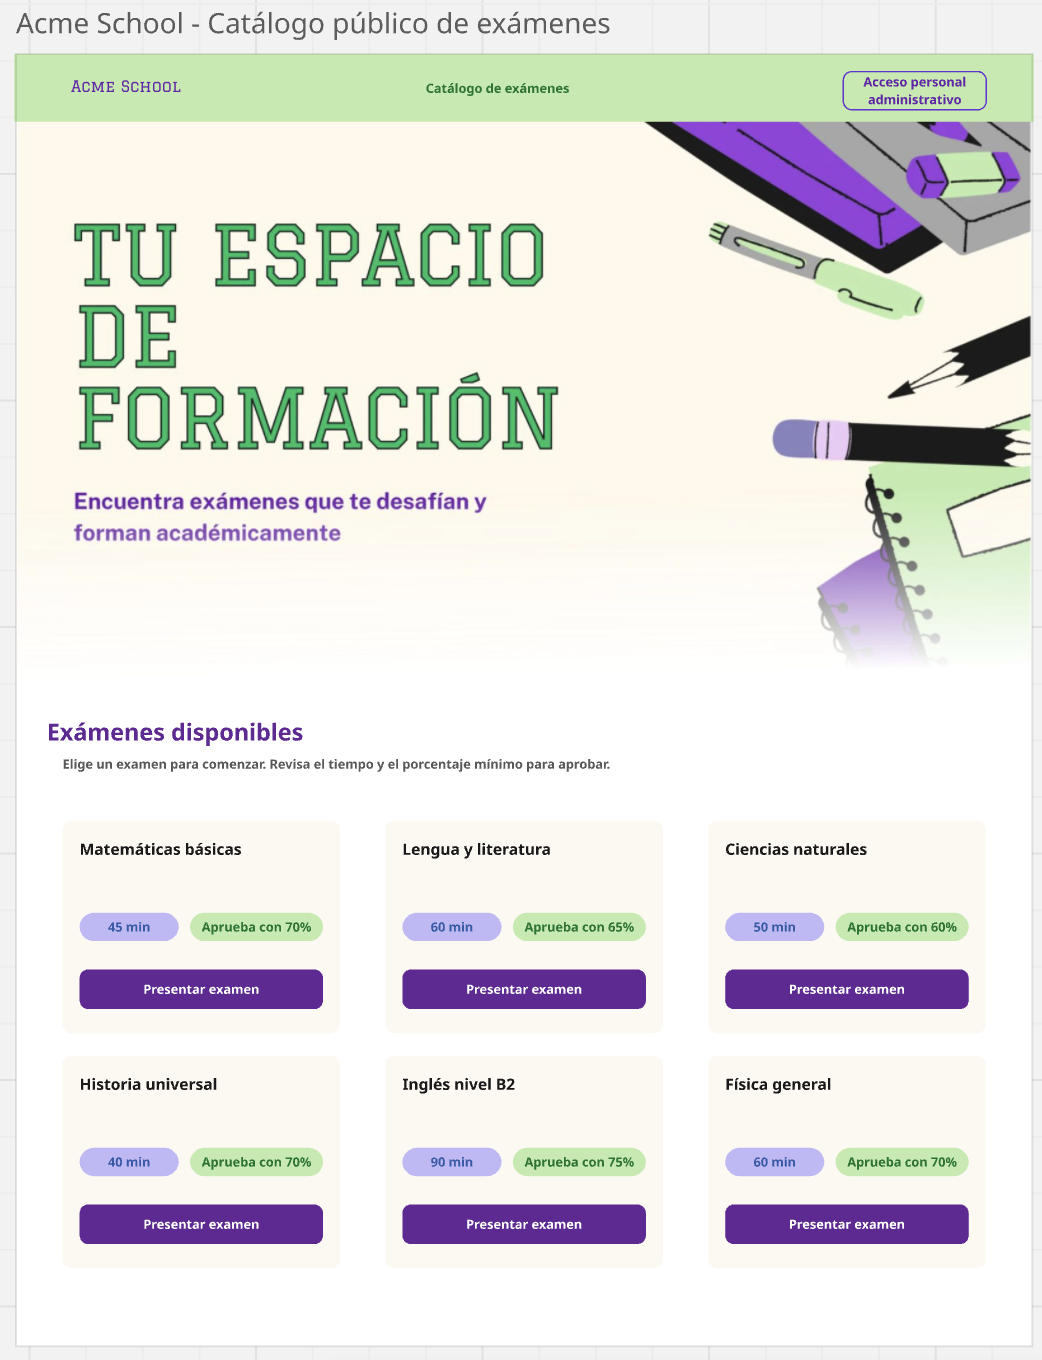 Acme School - Catálogo público de exámenes
Acme School
Catálogo de exámenes
Acceso personal
administrativo
TU ESPACIO
DE
FORMACIÓN
Encuentra exámenes que te desafían y
forman académicamente
Exámenes disponibles
Elige un examen para comenzar. Revisa el tiempo y el porcentaje mínimo para aprobar.
Matemáticas básicas
45 min
Aprueba con 70%
Presentar examen
Lengua y literatura
60 min
Aprueba con 65%
Presentar examen
Ciencias naturales
50 min
Aprueba con 60%
Presentar examen
Historia universal
40 min
Aprueba con 70%
Presentar examen
Inglés nivel B2
90 min
Aprueba con 75%
Presentar examen
Física general
60 min
Aprueba con 70%
Presentar examen